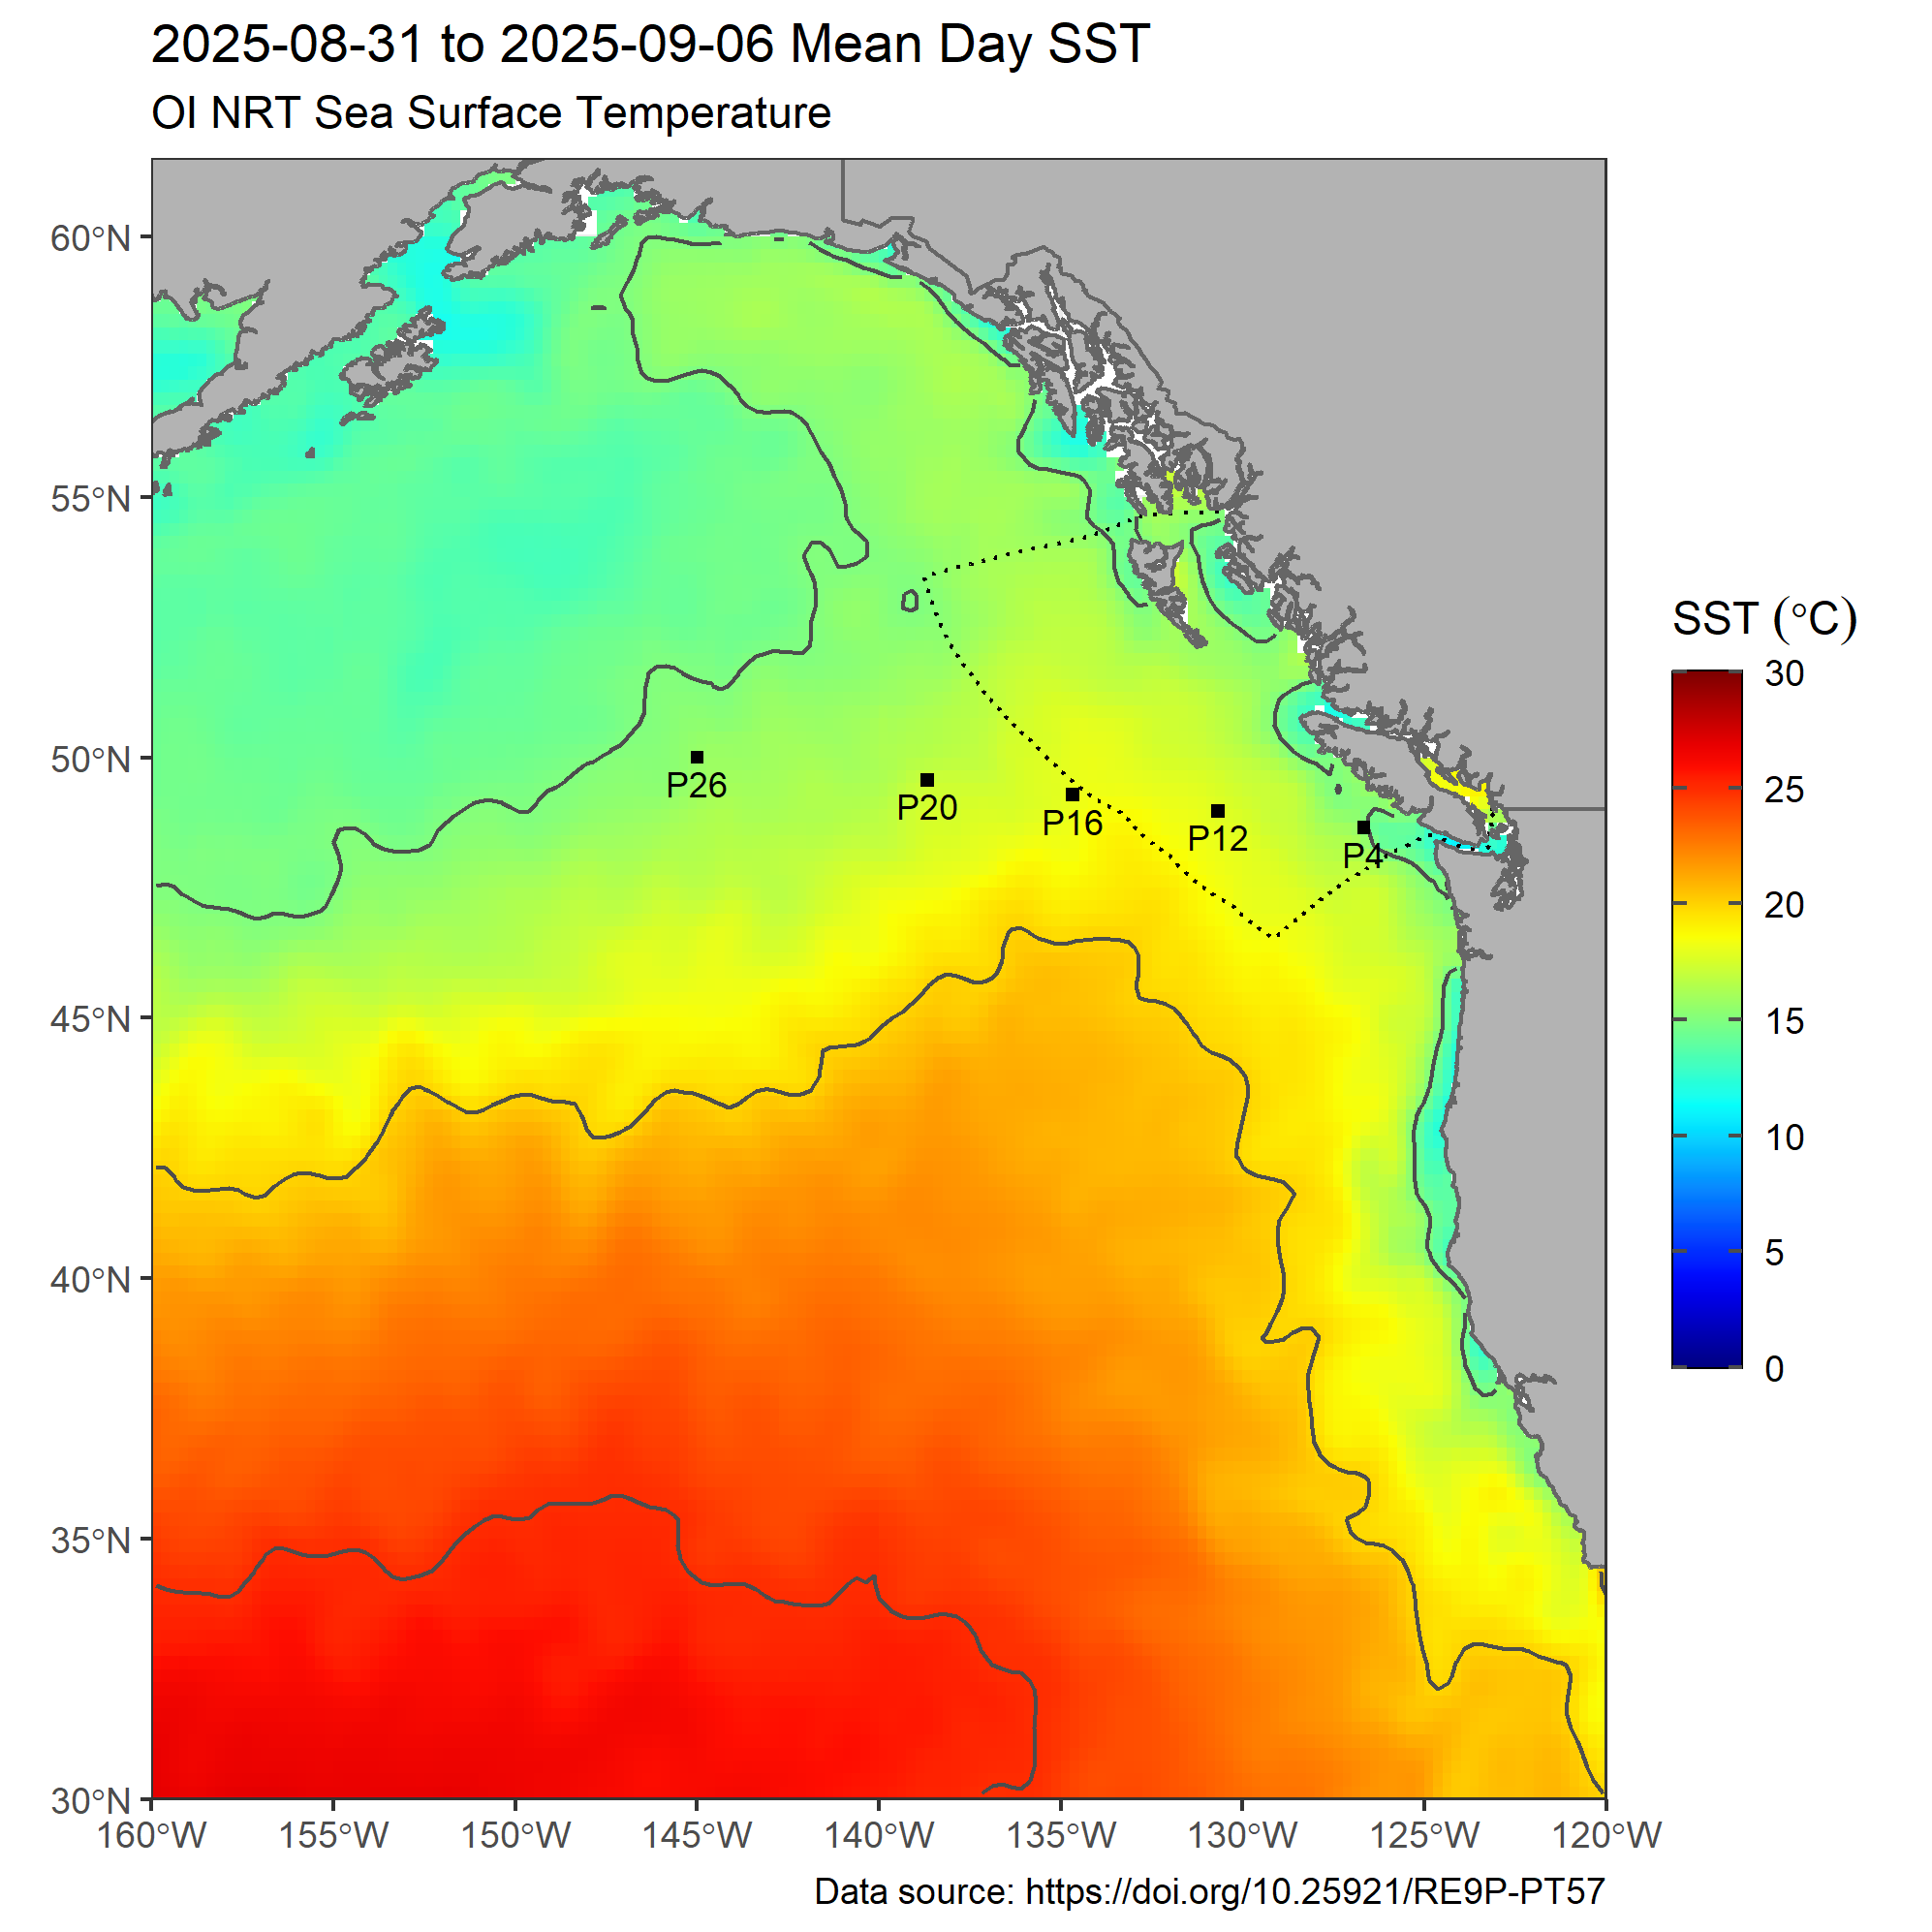 2025-08-31 to 2025-09-06 Mean Day SST
OI NRT Sea Surface Temperature
60°N
55°N
50°N
45°N
40°N
35°N
30°N
P26
P20
P16
P12
P4
160°W
155°W
150°W
145°W
140°W
135°W
130°W
125°W
120°W
SST (°C)
30
25
20
15
10
5
0
Data source: https://doi.org/10.25921/RE9P-PT57